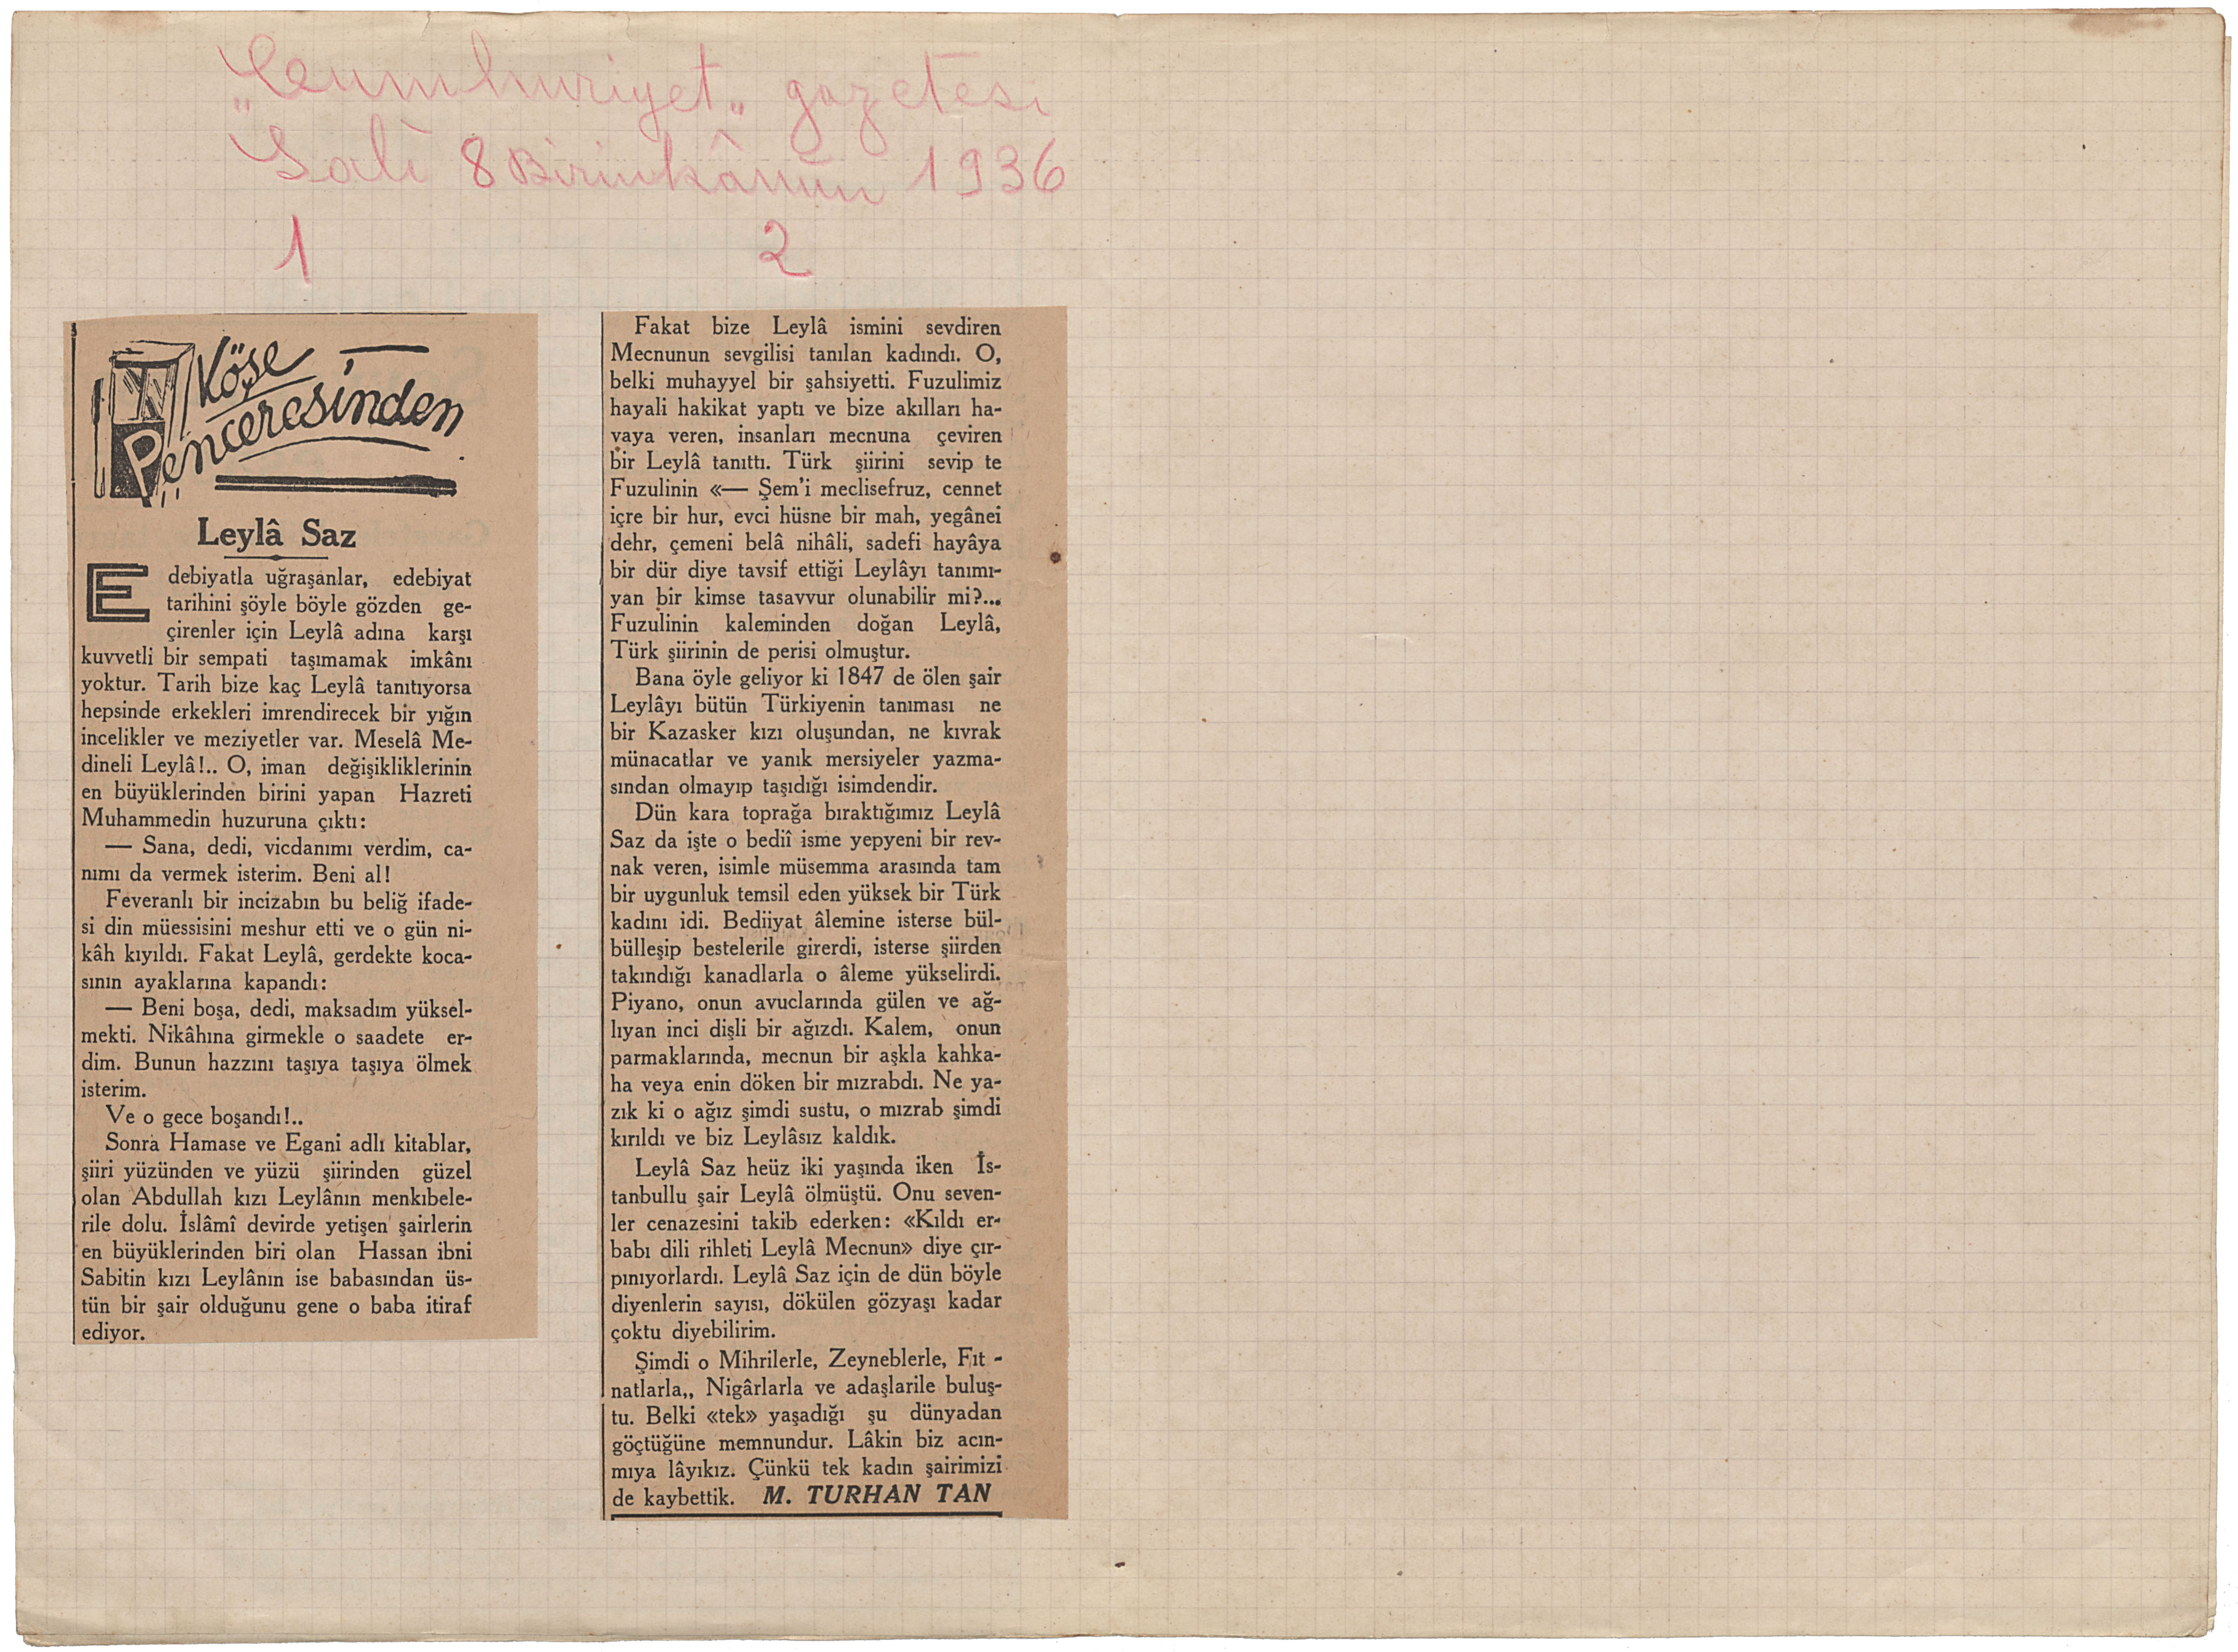 „Cumhuriyet„ gazetesi
Salı 8 Birinkânun 1936
1
2
Köşe
Penceresinden
Leylâ Saz
Edebiyatla uğraşanlar, edebiyat
tarihini şöyle böyle gözden ge-
çirenler için Leylâ adına karşı
kuvvetli bir sempati taşımamak imkânı
yoktur. Tarih bize kaç Leylâ tanıtıyorsa
hepsinde erkekleri imrendirecek bir yığın
incelikler ve meziyetler var. Meselâ Me-
dineli Leylâ!.. O, iman değişikliklerinin
en büyüklerinden birini yapan Hazreti
Muhammedin huzuruna çıktı:
— Sana, dedi, vicdanımı verdim, ca-
nımı da vermek isterim. Beni al!
Feveranlı bir incizabın bu beliğ ifade-
si din müessisini meshur etti ve o gün ni-
kâh kıyıldı. Fakat Leylâ, gerdekte koca-
sının ayaklarına kapandı:
— Beni boşa, dedi, maksadım yüksel-
mekti. Nikâhına girmekle o saadete er-
dim. Bunun hazzını taşıya taşıya ölmek
isterim.
Ve o gece boşandı!..
Sonra Hamase ve Egani adlı kitablar,
şiiri yüzünden ve yüzü şiirinden güzel
olan Abdullah kızı Leylânın menkıbele-
rile dolu. İslâmî devirde yetişen şairlerin
en büyüklerinden biri olan Hassan ibni
Sabitin kızı Leylânın ise babasından üs-
tün bir şair olduğunu gene o baba itiraf
ediyor.
Fakat bize Leylâ ismini sevdiren
Mecnunun sevgilisi tanılan kadındı. O,
belki muhayyel bir şahsiyetti. Fuzulimiz
hayali hakikat yaptı ve bize akılları ha-
vaya veren, insanları mecnuna çeviren
bir Leylâ tanıttı. Türk şiirini sevip te
Fuzulinin «— Şem'i meclisefruz, cennet
içre bir hur, evci hüsne bir mah, yegânei
dehr, çemeni belâ nihâli, sadefi hayâya
bir dür diye tavsif ettiği Leylâyı tanımı-
yan bir kimse tasavvur olunabilir mi?...
Fuzulinin kaleminden doğan Leylâ,
Türk şiirinin de perisi olmuştur.
Bana öyle geliyor ki 1847 de ölen şair
Leylâyı bütün Türkiyenin tanıması ne
bir Kazasker kızı oluşundan, ne kıvrak
münacatlar ve yanık mersiyeler yazma-
sından olmayıp taşıdığı isimdendir.
Dün kara toprağa bıraktığımız Leylâ
Saz da işte o bediî isme yepyeni bir rev-
nak veren, isimle müsemma arasında tam
bir uygunluk temsil eden yüksek bir Türk
kadını idi. Bediiyat âlemine isterse bül-
bülleşip bestelerile girerdi, isterse şiirden
takındığı kanadlarla o âleme yükselirdi.
Piyano, onun avuclarında gülen ve ağ-
lıyan inci dişli bir ağızdı. Kalem, onun
parmaklarında, mecnun bir aşkla kahka-
ha veya enin döken bir mızrabdı. Ne ya-
zık ki o ağız şimdi sustu, o mızrab şimdi
kırıldı ve biz Leylâsız kaldık.
Leylâ Saz heüz iki yaşında iken İs-
tanbullu şair Leylâ ölmüştü. Onu seven-
ler cenazesini takib ederken: «Kıldı er-
babı dili rihleti Leylâ Mecnun» diye çır-
pınıyorlardı. Leylâ Saz için de dün böyle
diyenlerin sayısı, dökülen gözyaşı kadar
çoktu diyebilirim.
Şimdi o Mihrilerle, Zeyneblerle, Fıt -
natlarla,, Nigârlarla ve adaşlarile buluş-
tu. Belki «tek» yaşadığı şu dünyadan
göçtüğüne memnundur. Lâkin biz acın-
mıya lâyıkız. Çünkü tek kadın şairimizi
de kaybettik. M. TURHAN TAN